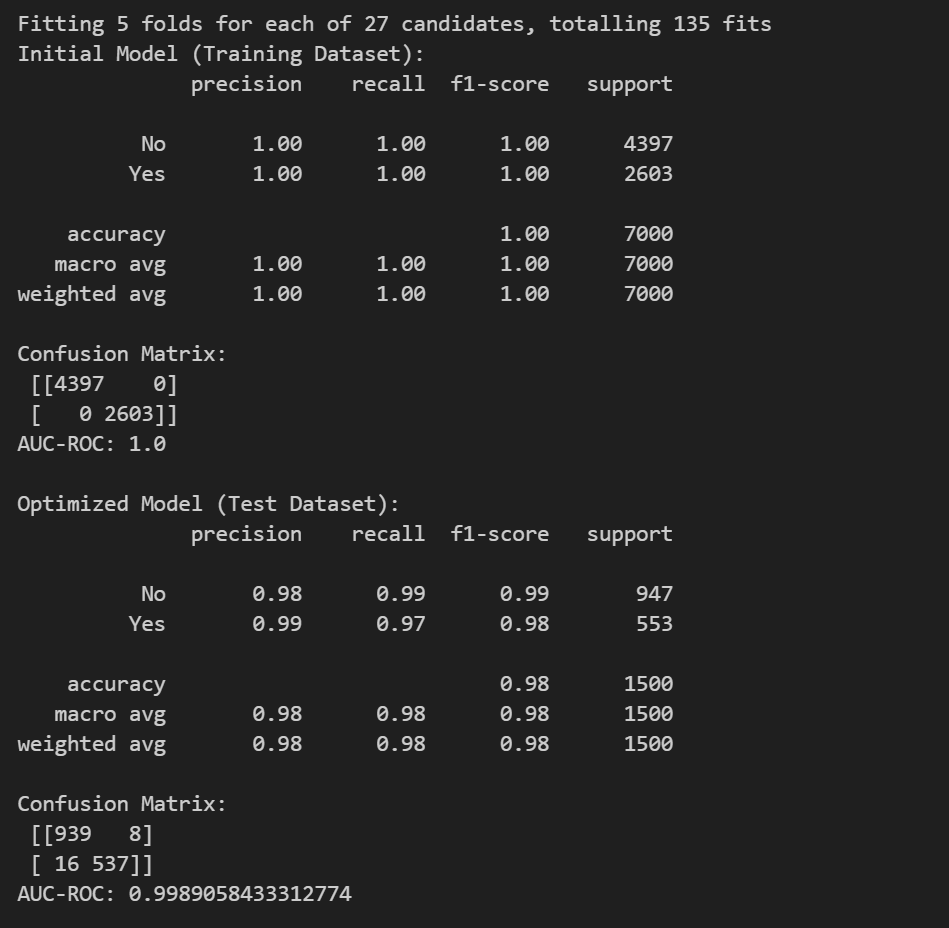 Fitting 5 folds for each of 27 candidates, totalling 135 fits
Initial Model (Training Dataset):
              precision    recall  f1-score   support

          No       1.00      1.00      1.00      4397
         Yes       1.00      1.00      1.00      2603

    accuracy                           1.00      7000
   macro avg       1.00      1.00      1.00      7000
weighted avg       1.00      1.00      1.00      7000

Confusion Matrix:
 [[4397    0]
 [   0 2603]]
AUC-ROC: 1.0

Optimized Model (Test Dataset):
              precision    recall  f1-score   support

          No       0.98      0.99      0.99       947
         Yes       0.99      0.97      0.98       553

    accuracy                           0.98      1500
   macro avg       0.98      0.98      0.98      1500
weighted avg       0.98      0.98      0.98      1500

Confusion Matrix:
 [[939   8]
 [ 16 537]]
AUC-ROC: 0.9989058433312774